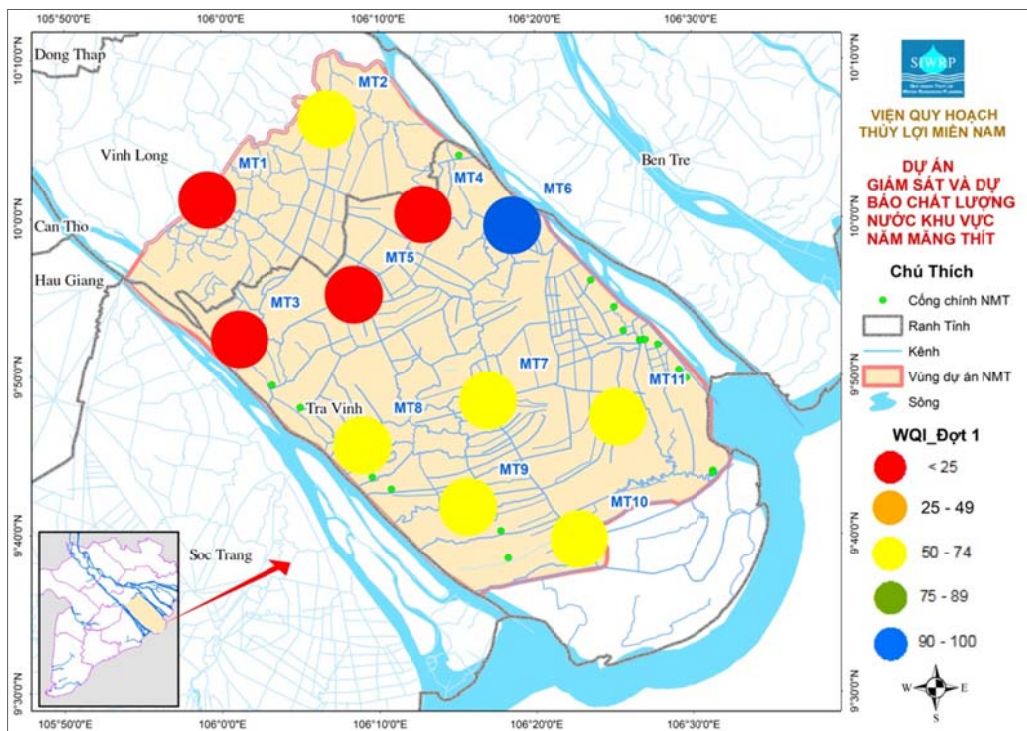 105°50'0"E 106°0'0"E 106°10'0"E 106°20'0"E 106°30'0"E
10°10'0"N
10°0'0"N
9°50'0"N
9°40'0"N
9°30'0"N
10°10'0"N
10°0'0"N
9°50'0"N
9°40'0"N
9°30'0"N
Dong Thap
Vinh Long
Can Tho
Hau Giang
Ben Tre
Tra Vinh
Soc Trang
MT2
MT1
MT4
MT6
MT5
MT3
MT7
MT11
MT8
MT9
MT10
105°50'0"E 106°0'0"E 106°10'0"E 106°20'0"E 106°30'0"E
SIWRP
VIỆN QUY HOẠCH
THỦY LỢI MIỀN NAM
DỰ ÁN
GIÁM SÁT VÀ DỰ
BÁO CHẤT LƯỢNG
NƯỚC KHU VỰC
NĂM MĂNG THÍT
Chú Thích
Cống chính NMT
Ranh Tỉnh
Kênh
Vùng dự án NMT
Sông
WQI_Đợt 1
< 25
25 - 49
50 - 74
75 - 89
90 - 100
N
W E
S